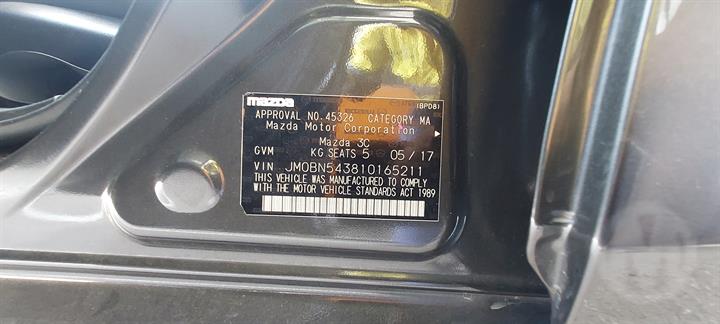 mazda (BPD8)
APPROVAL NO.45326 CATEGORY MA
Mazda Motor Corporation
Mazda 3C
GVM KG SEATS 5 05/17
VIN JM0BN543810165211
THIS VEHICLE WAS MANUFACTURED TO COMPLY
WITH THE MOTOR VEHICLE STANDARDS ACT 1989